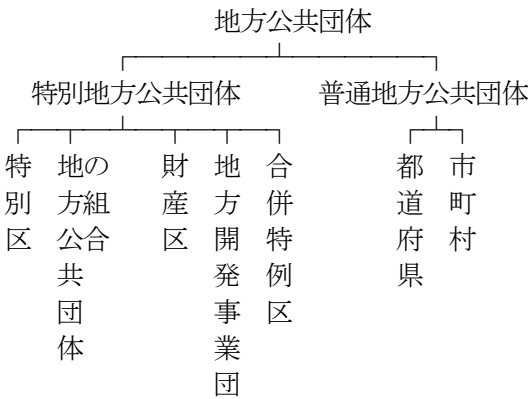 地方公共団体
特別地方公共団体
普通地方公共団体
特別区
地方公共団体
の組合
財産区
地方開発事業団
合併特例区
都道府県
市町村